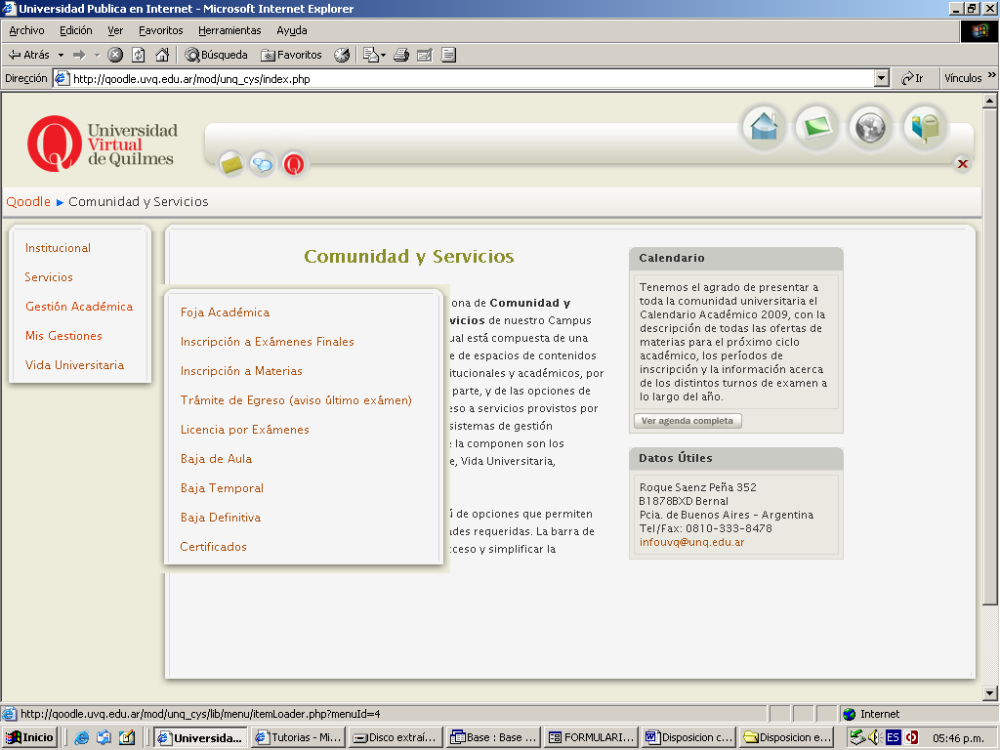 Universidad Publica en Internet - Microsoft Internet Explorer
Archivo Edición Ver Favoritos Herramientas Ayuda
Atrás Búsqueda Favoritos
Dirección http://qoodle.uvq.edu.ar/mod/unq_cys/index.php Ir Vínculos »
Universidad
Virtual
de Quilmes
Qoodle ► Comunidad y Servicios
Institucional
Servicios
Gestión Académica
Mis Gestiones
Vida Universitaria
Comunidad y Servicios
Foja Académica
Inscripción a Exámenes Finales
Inscripción a Materias
Trámite de Egreso (aviso último exámen)
Licencia por Exámenes
Baja de Aula
Baja Temporal
Baja Definitiva
Certificados
ona de Comunidad y
vicios de nuestro Campus
ual está compuesta de una
e de espacios de contenidos
titucionales y académicos, por
parte, y de las opciones de
eso a servicios provistos por
sistemas de gestión
e la componen son los
e, Vida Universitaria,
ú de opciones que permiten
des requeridas. La barra de
ceso y simplificar la
Calendario
Tenemos el agrado de presentar a
toda la comunidad universitaria el
Calendario Académico 2009, con la
descripción de todas las ofertas de
materias para el próximo ciclo
académico, los períodos de
inscripción y la información acerca
de los distintos turnos de examen a
lo largo del año.
Ver agenda completa
Datos Útiles
Roque Saenz Peña 352
B1878BXD Bernal
Pcia. de Buenos Aires - Argentina
Tel/Fax: 0810-333-8478
infouvq@unq.edu.ar
http://qoodle.uvq.edu.ar/mod/unq_cys/lib/menu/itemLoader.php?menuId=4 Internet
Inicio Universida... Tutorias - Mi... Disco extraí... Base : Base ... FORMULARI... Disposicion c... Disposicion e... ES 05:46 p.m.